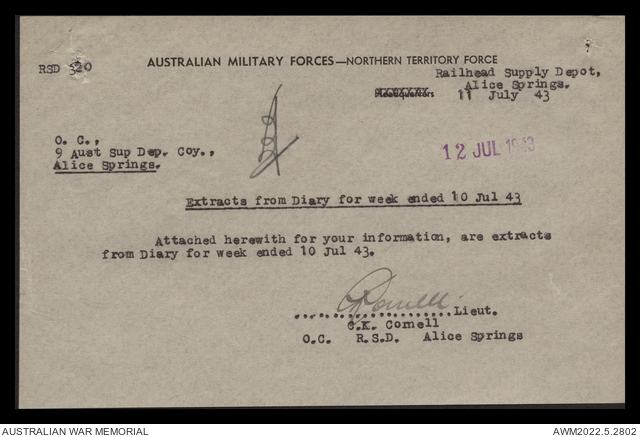 AUSTRALIAN MILITARY FORCES—NORTHERN TERRITORY FORCE
RSD 520
Railhead Supply Depot,
Alice Springs.
Headquarters 11 July 43
O. C.,
9 Aust Sup Dep. Coy.,
Alice Springs.
12 JUL 1943
Extracts from Diary for week ended 10 Jul 43
Attached herewith for your information, are extracts
from Diary for week ended 10 Jul 43.
....................Lieut.
G.K. Cornell
O.C. R.S.D. Alice Springs
AUSTRALIAN WAR MEMORIAL
AWM2022.5.2802